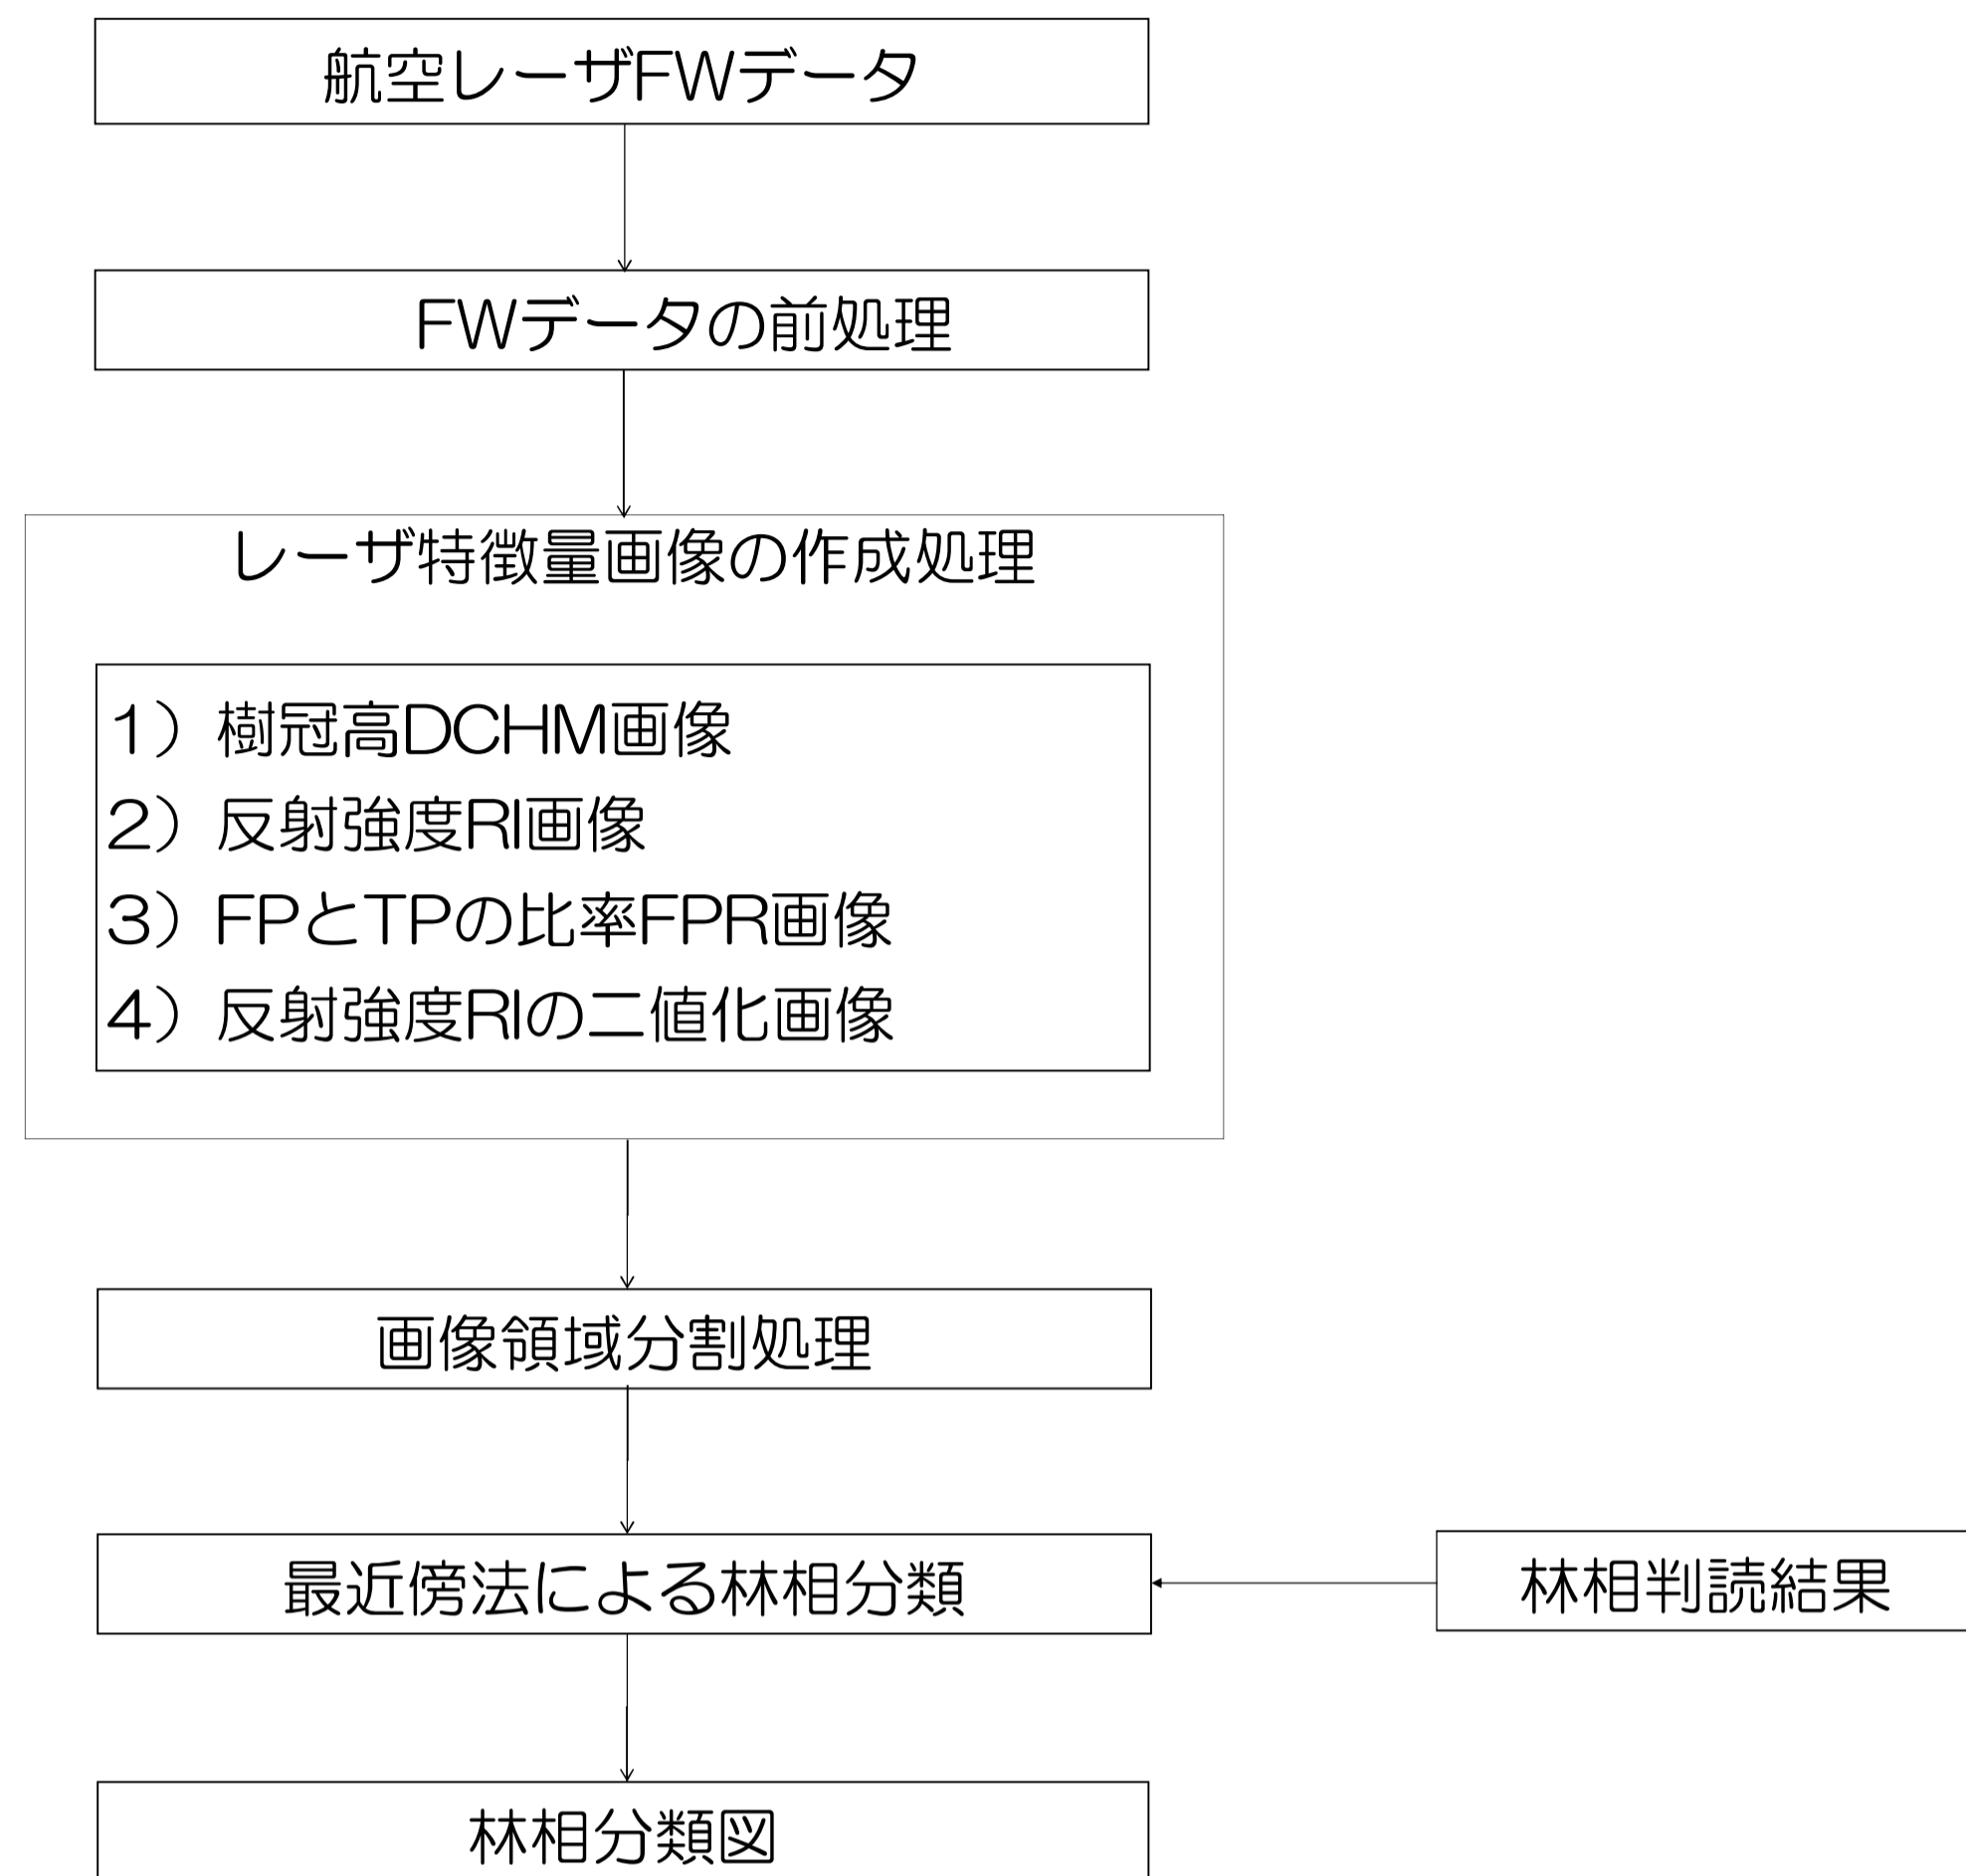 航空レーザFWデータ
FWデータの前処理
レーザ特徴量画像の作成処理
1） 樹冠高DCHM画像
2） 反射強度RI画像
3） FPとTPの比率FPR画像
4） 反射強度RIの二値化画像
画像領域分割処理
最近傍法による林相分類
林相判読結果
林相分類図